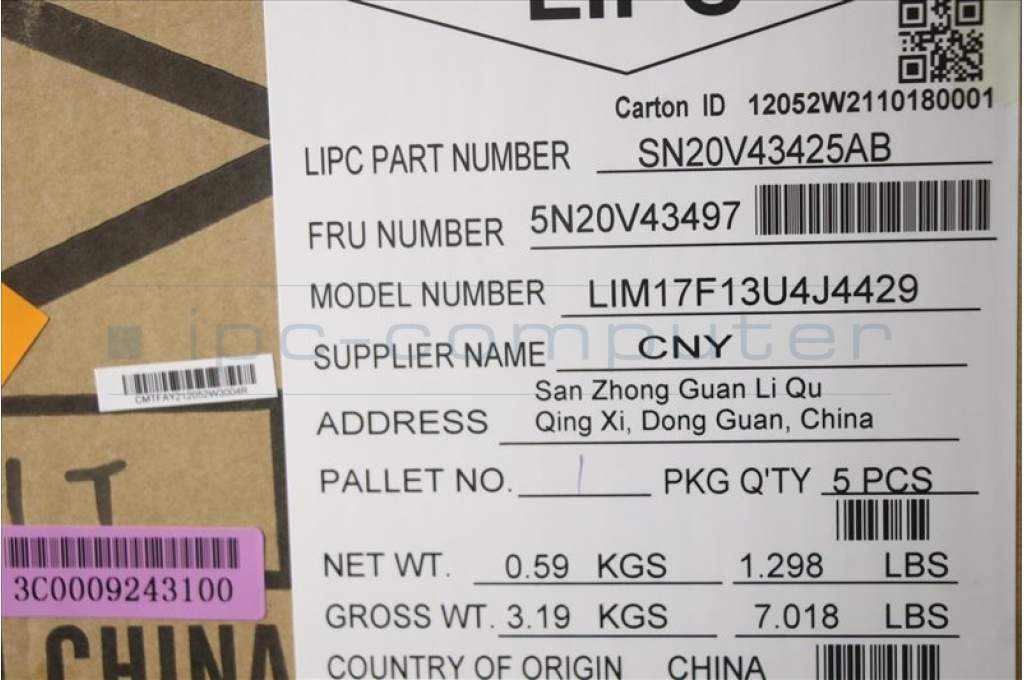 LIPC
Carton ID 12052W2110180001
LIPC PART NUMBER SN20V43425AB
FRU NUMBER 5N20V43497
MODEL NUMBER LIM17F13U4J4429
ipc-computer
SUPPLIER NAME CNY
CMTFAY212052W3004R
San Zhong Guan Li Qu
ADDRESS Qing Xi, Dong Guan, China
PALLET NO. 1 PKG Q'TY 5 PCS
NET WT. 0.59 KGS 1.298 LBS
3C0009243100
GROSS WT. 3.19 KGS 7.018 LBS
COUNTRY OF ORIGIN CHINA
CHINA